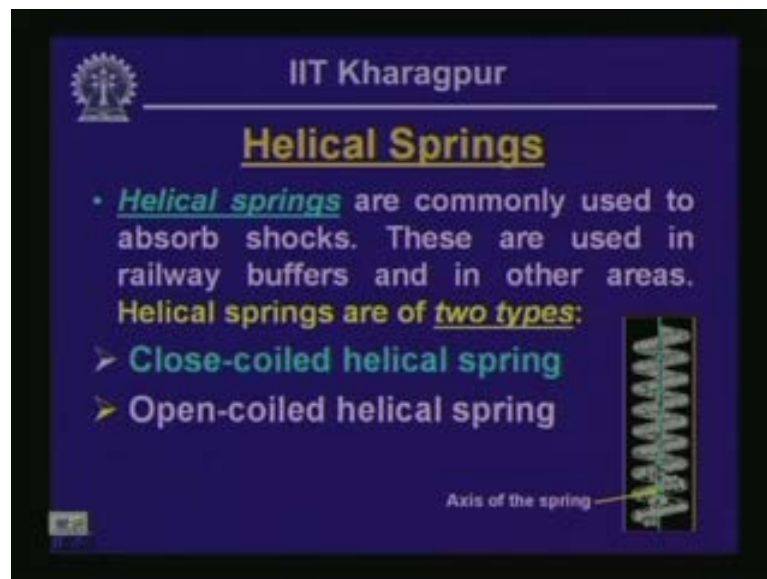 IIT Kharagpur
Helical Springs
• Helical springs are commonly used to
absorb shocks. These are used in
railway buffers and in other areas.
Helical springs are of two types:
➢ Close-coiled helical spring
➢ Open-coiled helical spring
Axis of the spring